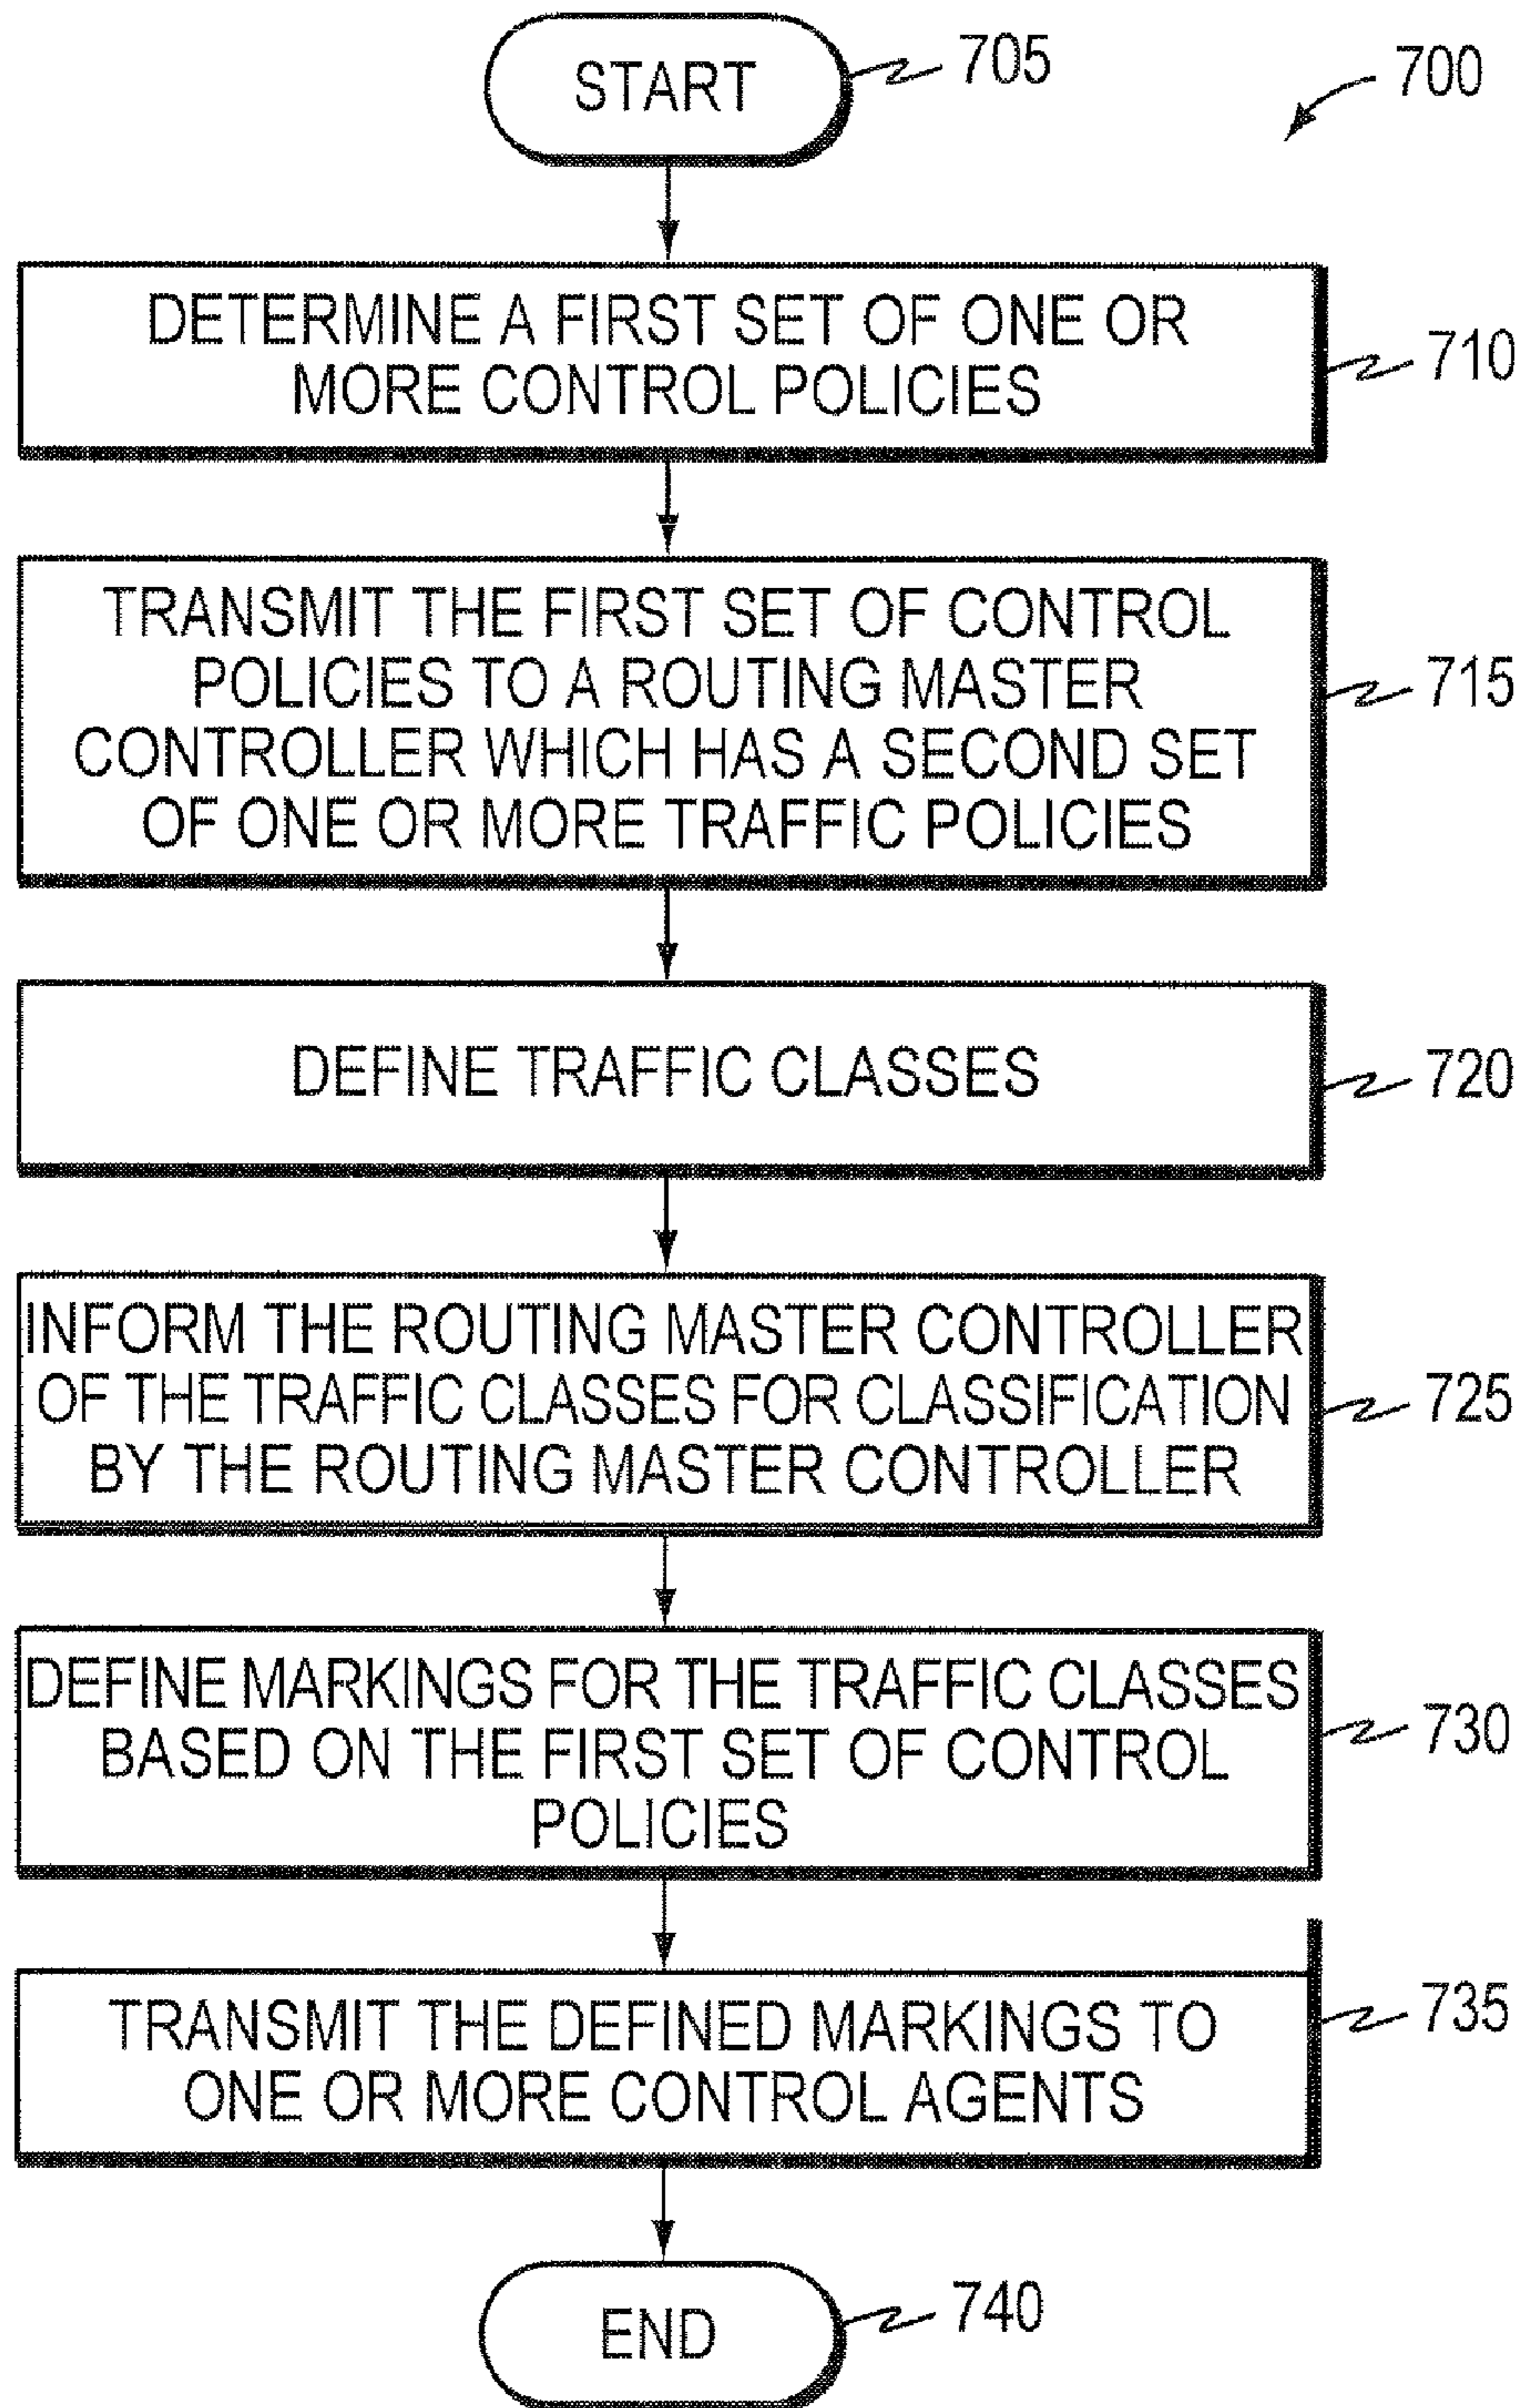 START
705
700
DETERMINE A FIRST SET OF ONE OR
MORE CONTROL POLICIES
710
TRANSMIT THE FIRST SET OF CONTROL
POLICIES TO A ROUTING MASTER
CONTROLLER WHICH HAS A SECOND SET
OF ONE OR MORE TRAFFIC POLICIES
715
DEFINE TRAFFIC CLASSES
720
INFORM THE ROUTING MASTER CONTROLLER
OF THE TRAFFIC CLASSES FOR CLASSIFICATION
BY THE ROUTING MASTER CONTROLLER
725
DEFINE MARKINGS FOR THE TRAFFIC CLASSES
BASED ON THE FIRST SET OF CONTROL
POLICIES
730
TRANSMIT THE DEFINED MARKINGS TO
ONE OR MORE CONTROL AGENTS
735
END
740